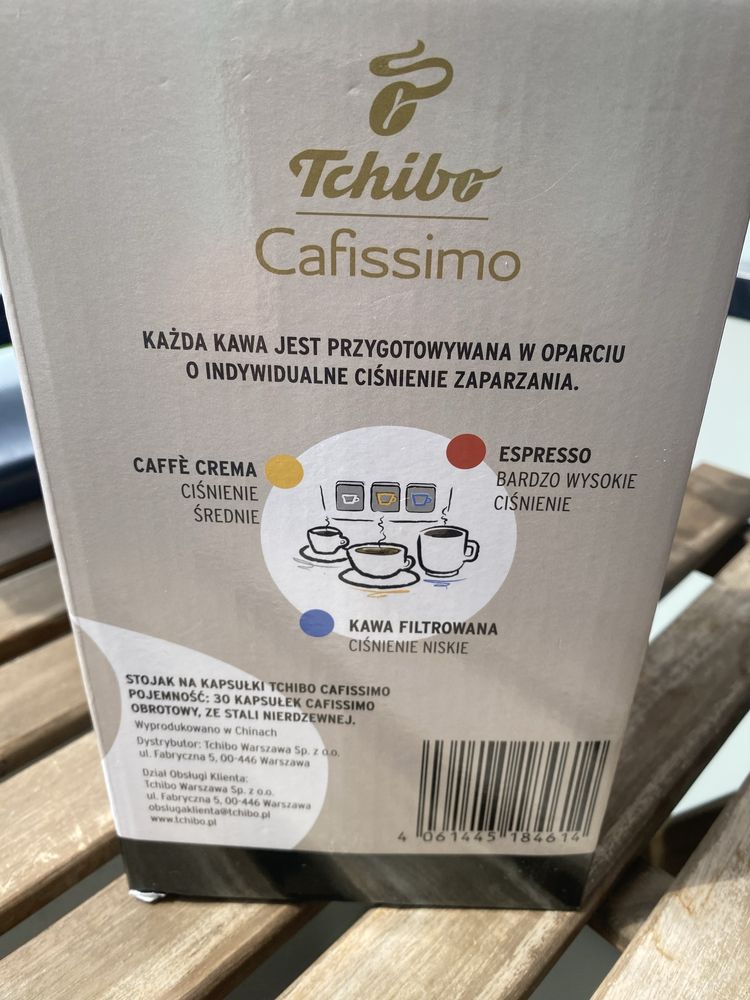 Tchibo
Cafissimo
KAŻDA KAWA JEST PRZYGOTOWYWANA W OPARCIU
O INDYWIDUALNE CIŚNIENIE ZAPARZANIA.
CAFFÈ CREMA
CIŚNIENIE
ŚREDNIE
ESPRESSO
BARDZO WYSOKIE
CIŚNIENIE
KAWA FILTROWANA
CIŚNIENIE NISKIE
STOJAK NA KAPSUŁKI TCHIBO CAFISSIMO
POJEMNOŚĆ: 30 KAPSUŁEK CAFISSIMO
OBROTOWY, ZE STALI NIERDZEWNEJ.
Wyprodukowano w Chinach
Dystrybutor: Tchibo Warszawa Sp. z o.o.
ul. Fabryczna 5, 00-446 Warszawa
Dział Obsługi Klienta:
Tchibo Warszawa Sp. z o.o.
ul. Fabryczna 5, 00-446 Warszawa
obslugaklienta@tchibo.pl
www.tchibo.pl
4 061445 184614